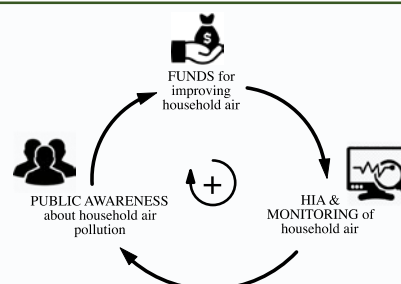 $
FUNDS for
improving
household air
PUBLIC AWARENESS
about household air
pollution
+
HIA &
MONITORING of
household air